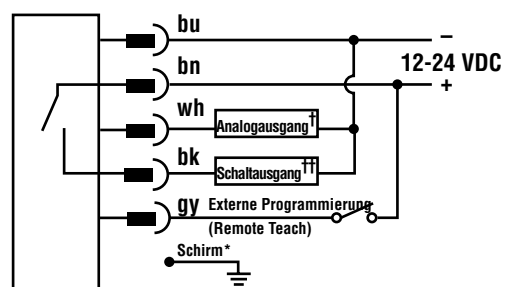 bu
–
bn
12-24 VDC
+
wh
Analogausgang†
bk
Schaltausgang††
gy Externe Programmierung
(Remote Teach)
Schirm*